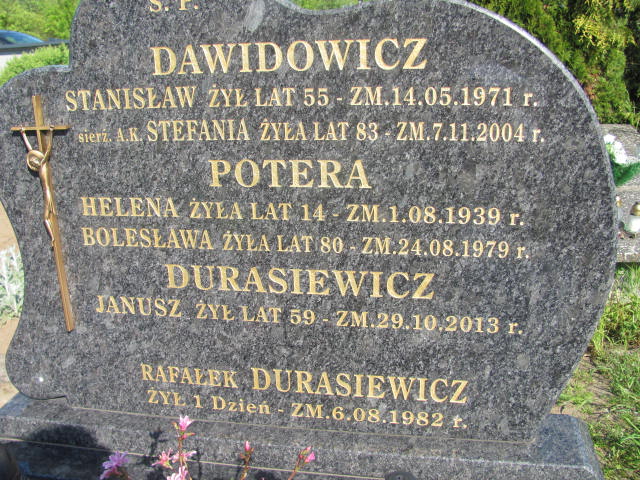 Ś. P.
DAWIDOWICZ
STANISŁAW ŻYŁ LAT 55 - ZM.14.05.1971 r.
sierż. A.K. STEFANIA ŻYŁA LAT 83 - ZM.7.11.2004 r.
POTERA
HELENA ŻYŁA LAT 14 - ZM.1.08.1939 r.
BOLESŁAWA ŻYŁA LAT 80 - ZM.24.08.1979 r.
DURASIEWICZ
JANUSZ ŻYŁ LAT 59 - ZM.29.10.2013 r.
RAFAŁEK DURASIEWICZ
ŻYŁ 1 Dzień - ZM.6.08.1982 r.